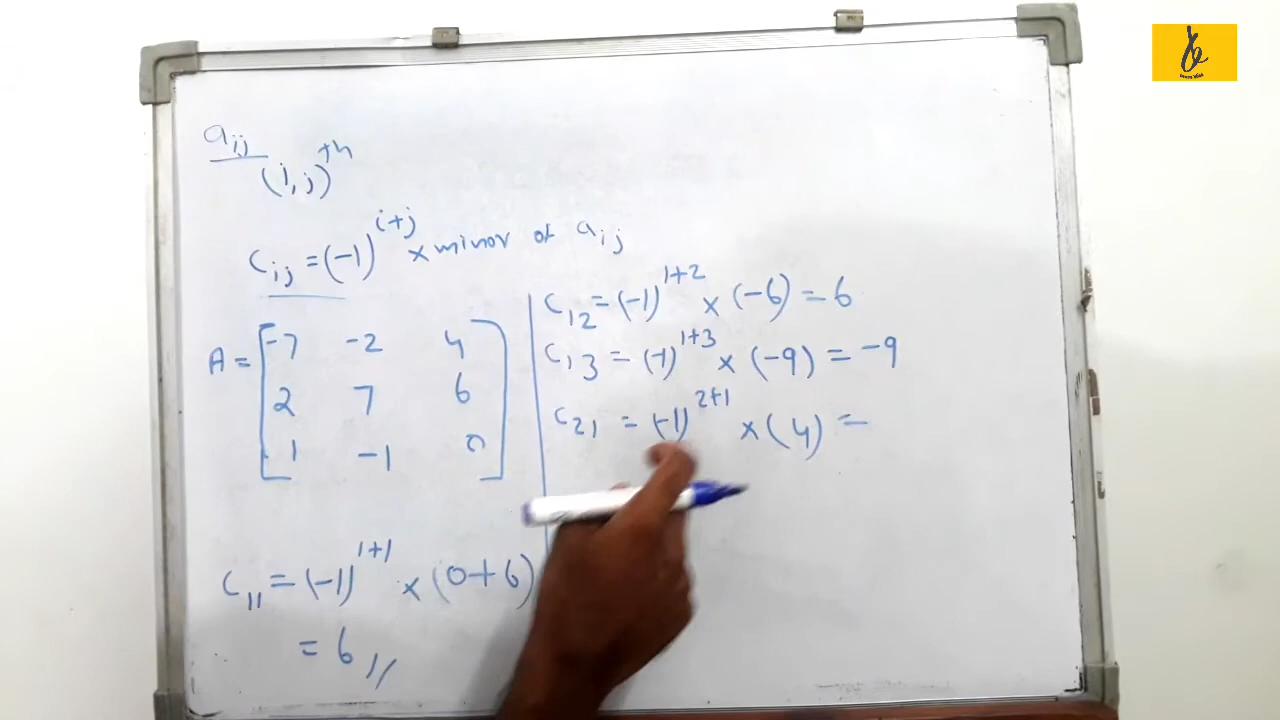 aij
(i,j)^th
Cij = (-1)^i+j × minor of aij
A = [-7 -2 4
2 7 6
1 -1 0]
C11 = (-1)^1+1 × (0+6)
= 6 //
C12 = (-1)^1+2 × (-6) = 6
C13 = (-1)^1+3 × (-9) = -9
C21 = (-1)^2+1 × (4) =